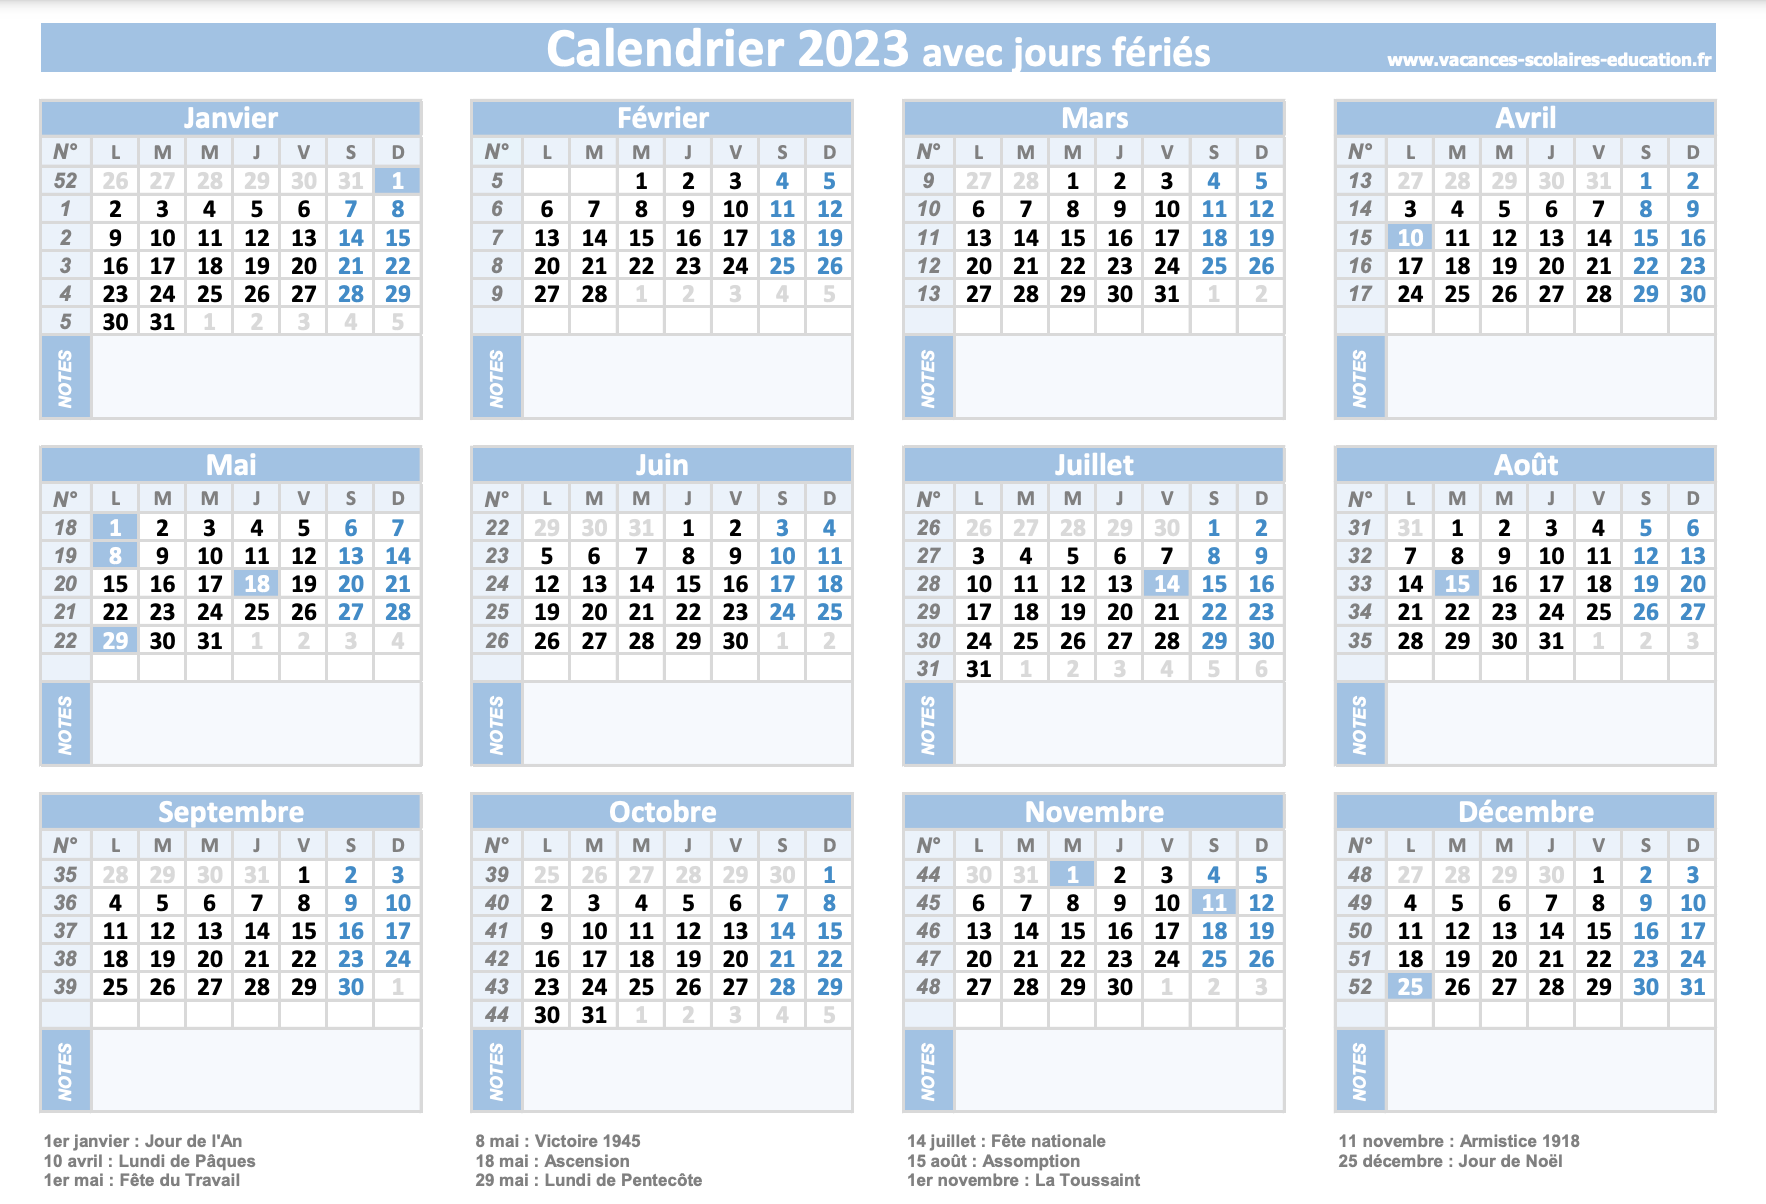 Calendrier 2023 avec jours fériés
www.vacances-scolaires-education.fr
Janvier
N° L M M J V S D
52 26 27 28 29 30 31 1
1 2 3 4 5 6 7 8
2 9 10 11 12 13 14 15
3 16 17 18 19 20 21 22
4 23 24 25 26 27 28 29
5 30 31 1 2 3 4 5
NOTES
Février
N° L M M J V S D
5 1 2 3 4 5
6 6 7 8 9 10 11 12
7 13 14 15 16 17 18 19
8 20 21 22 23 24 25 26
9 27 28 1 2 3 4 5
NOTES
Mars
N° L M M J V S D
9 27 28 1 2 3 4 5
10 6 7 8 9 10 11 12
11 13 14 15 16 17 18 19
12 20 21 22 23 24 25 26
13 27 28 29 30 31 1 2
NOTES
Avril
N° L M M J V S D
13 27 28 29 30 31 1 2
14 3 4 5 6 7 8 9
15 10 11 12 13 14 15 16
16 17 18 19 20 21 22 23
17 24 25 26 27 28 29 30
NOTES
Mai
N° L M M J V S D
18 1 2 3 4 5 6 7
19 8 9 10 11 12 13 14
20 15 16 17 18 19 20 21
21 22 23 24 25 26 27 28
22 29 30 31 1 2 3 4
NOTES
Juin
N° L M M J V S D
22 29 30 31 1 2 3 4
23 5 6 7 8 9 10 11
24 12 13 14 15 16 17 18
25 19 20 21 22 23 24 25
26 26 27 28 29 30 1 2
NOTES
Juillet
N° L M M J V S D
26 26 27 28 29 30 1 2
27 3 4 5 6 7 8 9
28 10 11 12 13 14 15 16
29 17 18 19 20 21 22 23
30 24 25 26 27 28 29 30
31 31 1 2 3 4 5 6
NOTES
Août
N° L M M J V S D
31 31 1 2 3 4 5 6
32 7 8 9 10 11 12 13
33 14 15 16 17 18 19 20
34 21 22 23 24 25 26 27
35 28 29 30 31 1 2 3
NOTES
Septembre
N° L M M J V S D
35 28 29 30 31 1 2 3
36 4 5 6 7 8 9 10
37 11 12 13 14 15 16 17
38 18 19 20 21 22 23 24
39 25 26 27 28 29 30 1
NOTES
Octobre
N° L M M J V S D
39 25 26 27 28 29 30 1
40 2 3 4 5 6 7 8
41 9 10 11 12 13 14 15
42 16 17 18 19 20 21 22
43 23 24 25 26 27 28 29
44 30 31 1 2 3 4 5
NOTES
Novembre
N° L M M J V S D
44 30 31 1 2 3 4 5
45 6 7 8 9 10 11 12
46 13 14 15 16 17 18 19
47 20 21 22 23 24 25 26
48 27 28 29 30 1 2 3
NOTES
Décembre
N° L M M J V S D
48 27 28 29 30 1 2 3
49 4 5 6 7 8 9 10
50 11 12 13 14 15 16 17
51 18 19 20 21 22 23 24
52 25 26 27 28 29 30 31
NOTES
1er janvier : Jour de l'An
10 avril : Lundi de Pâques
1er mai : Fête du Travail
8 mai : Victoire 1945
18 mai : Ascension
29 mai : Lundi de Pentecôte
14 juillet : Fête nationale
15 août : Assomption
1er novembre : La Toussaint
11 novembre : Armistice 1918
25 décembre : Jour de Noël